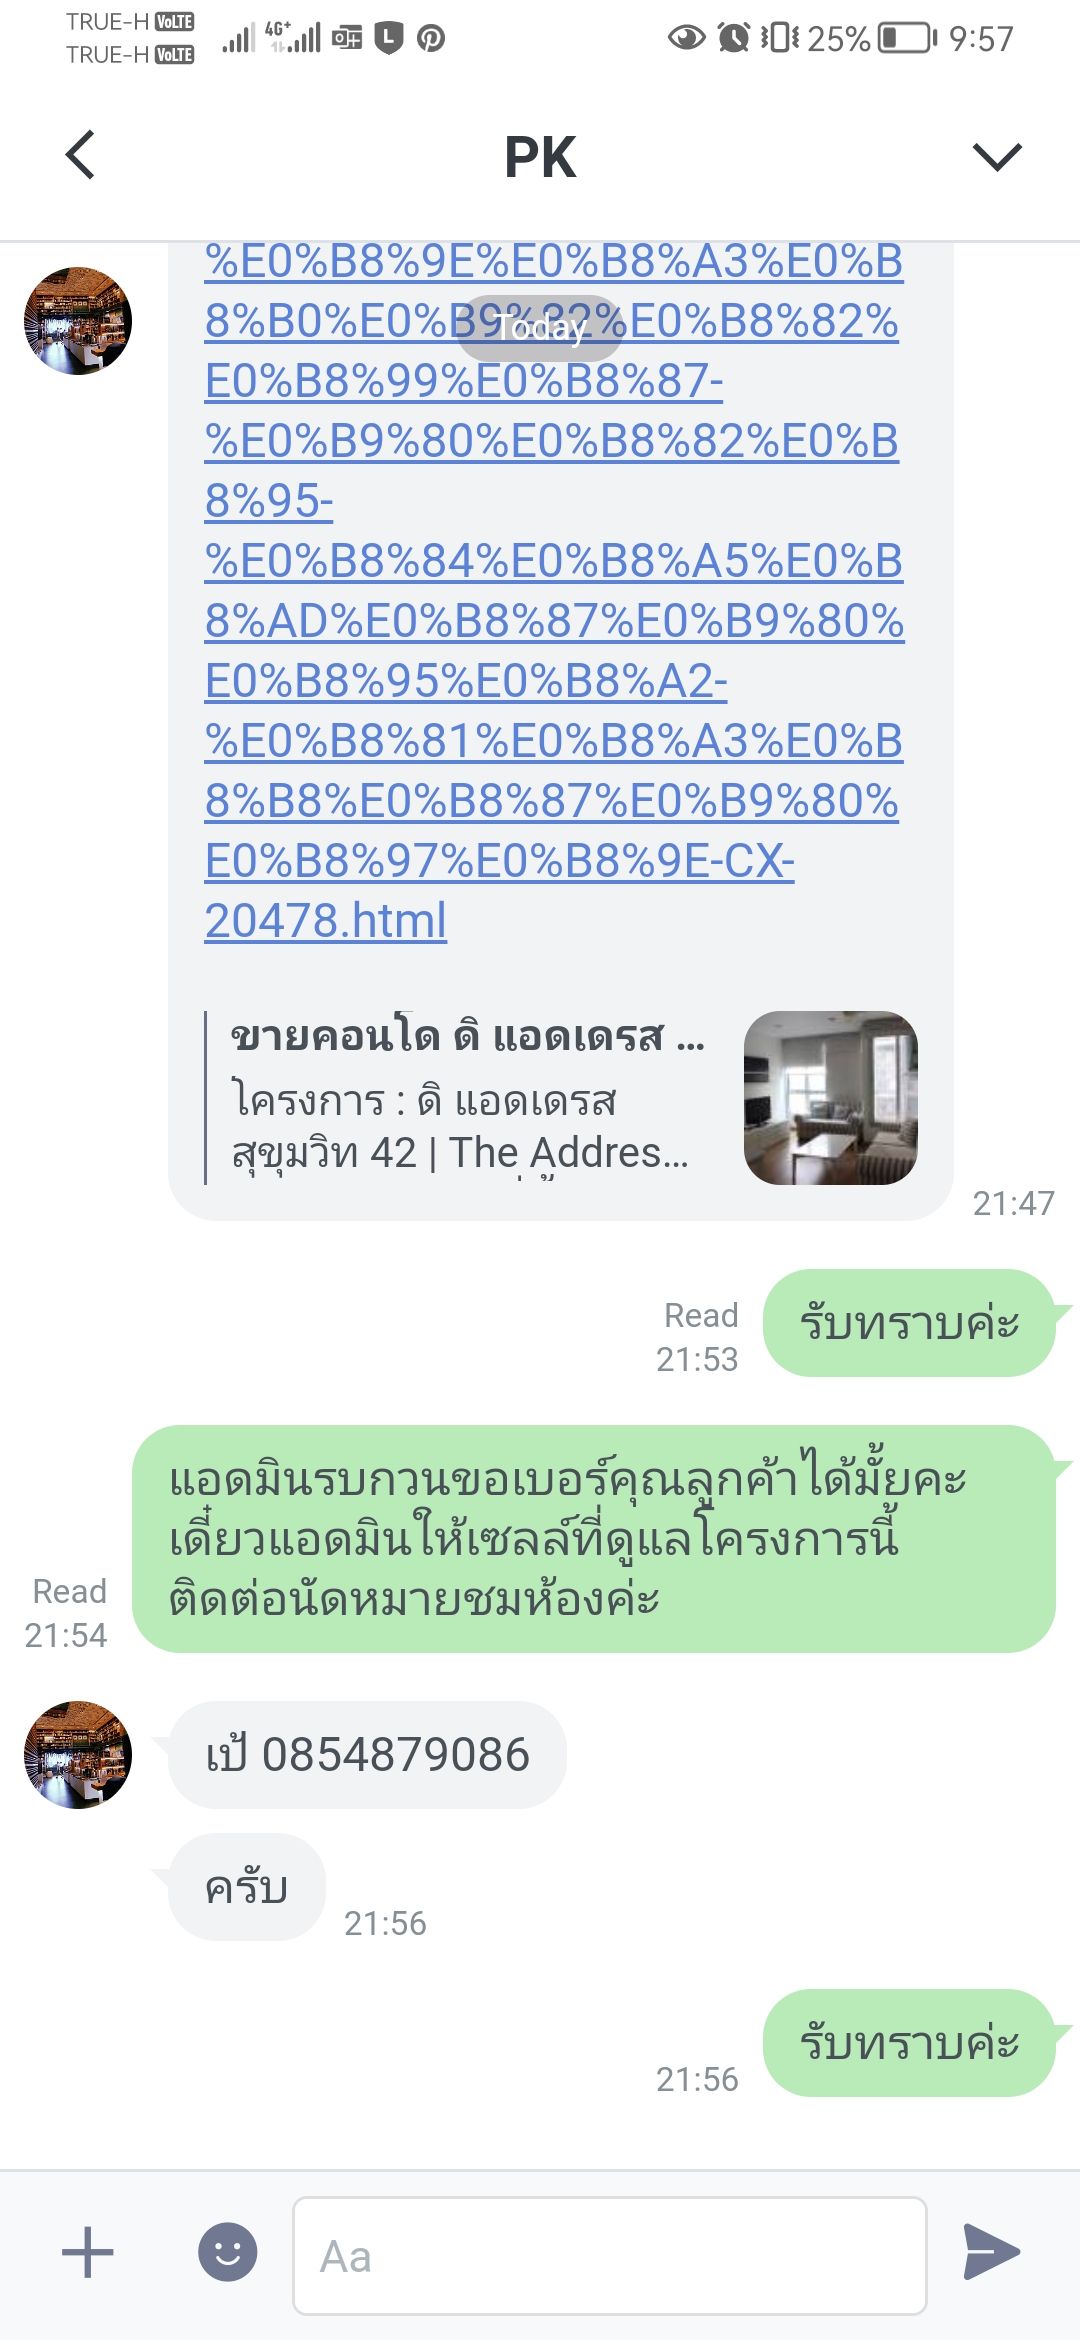 TRUE-H VoLTE
TRUE-H VoLTE
4G+
25%
9:57
PK
%E0%B8%9E%E0%B8%A3%E0%B
8%B0%E0%B9%82%E0%B8%82%
Today
E0%B8%99%E0%B8%87-
%E0%B9%80%E0%B8%82%E0%B
8%95-
%E0%B8%84%E0%B8%A5%E0%B
8%AD%E0%B8%87%E0%B9%80%
E0%B8%95%E0%B8%A2-
%E0%B8%81%E0%B8%A3%E0%B
8%B8%E0%B8%87%E0%B9%80%
E0%B8%97%E0%B8%9E-CX-
20478.html
ขายคอนโด ดิ แอดเดรส ...
โครงการ : ดิ แอดเดรส
สุขุมวิท 42 | The Addres...
21:47
รับทราบค่ะ
Read
21:53
แอดมินรบกวนขอเบอร์คุณลูกค้าได้มั้ยคะ
เดี๋ยวแอดมินให้เซลล์ที่ดูแลโครงการนี้
ติดต่อนัดหมายชมห้องค่ะ
Read
21:54
เป้ 0854879086
ครับ
21:56
รับทราบค่ะ
21:56
Aa